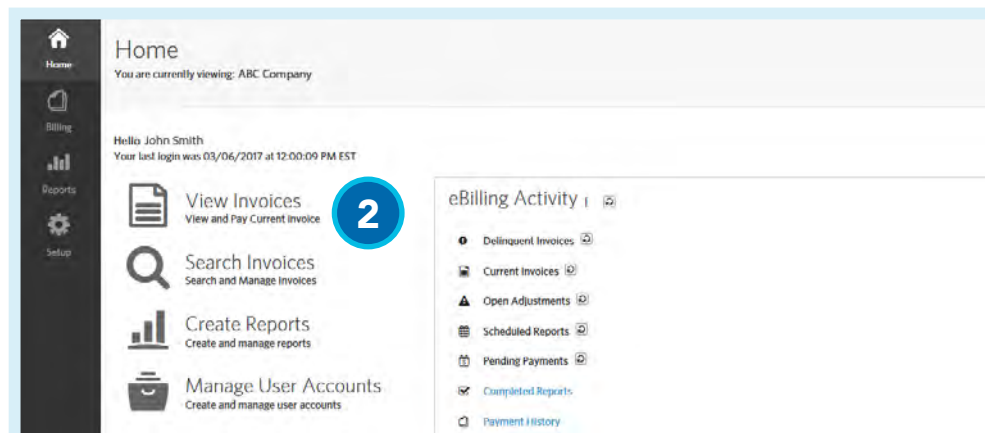 Home
Home
You are currently viewing: ABC Company
Billing
Hello John Smith
Your last login was 03/06/2017 at 12:00:09 PM EST
Reports
Setup
View Invoices
View and Pay Current Invoice
2
Search Invoices
Search and Manage Invoices
Create Reports
Create and manage reports
Manage User Accounts
Create and manage user accounts
eBilling Activity
Delinquent Invoices
Current Invoices
Open Adjustments
Scheduled Reports
Pending Payments
Completed Reports
Payment History